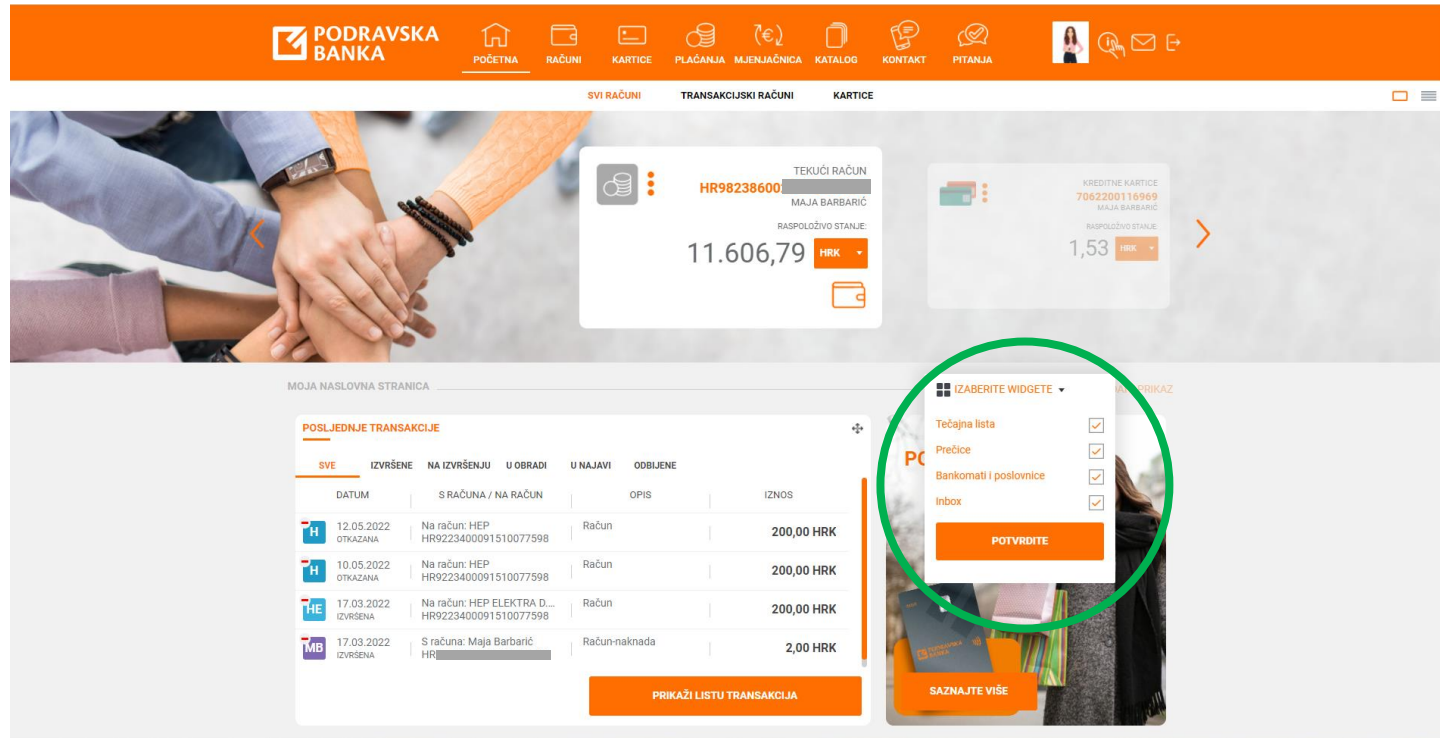 PODRAVSKA
BANKA
POČETNA
RAČUNI
KARTICE
PLAĆANJA
MJENJAČNICA
KATALOG
KONTAKT
PITANJA
SVI RAČUNI
TRANSAKCIJSKI RAČUNI
KARTICE
TEKUĆI RAČUN
HR98238600
MAJA BARBARIĆ
RASPOLOŽIVO STANJE:
11.606,79 HRK
KREDITNE KARTICE
7062200116969
MAJA BARBARIĆ
RASPOLOŽIVO STANJE
1,53 HRK
MOJA NASLOVNA STRANICA
IZABERITE WIDGETE
PRIKAZ
Tečajna lista
Prečice
Bankomati i poslovnice
Inbox
POTVRDITE
POSLJEDNJE TRANSAKCIJE
SVE IZVRŠENE NA IZVRŠENJU U OBRADI U NAJAVI ODBIJENE
DATUM S RAČUNA / NA RAČUN OPIS IZNOS
H 12.05.2022 Na račun: HEP Račun 200,00 HRK
OTKAZANA HR9223400091510077598
H 10.05.2022 Na račun: HEP Račun 200,00 HRK
OTKAZANA HR9223400091510077598
HE 17.03.2022 Na račun: HEP ELEKTRA D.... Račun 200,00 HRK
IZVRŠENA HR9223400091510077598
MB 17.03.2022 S računa: Maja Barbarić Račun-naknada 2,00 HRK
IZVRŠENA HR
PRIKAŽI LISTU TRANSAKCIJA
PODRAVSKA
BANKA
SAZNAJTE VIŠE